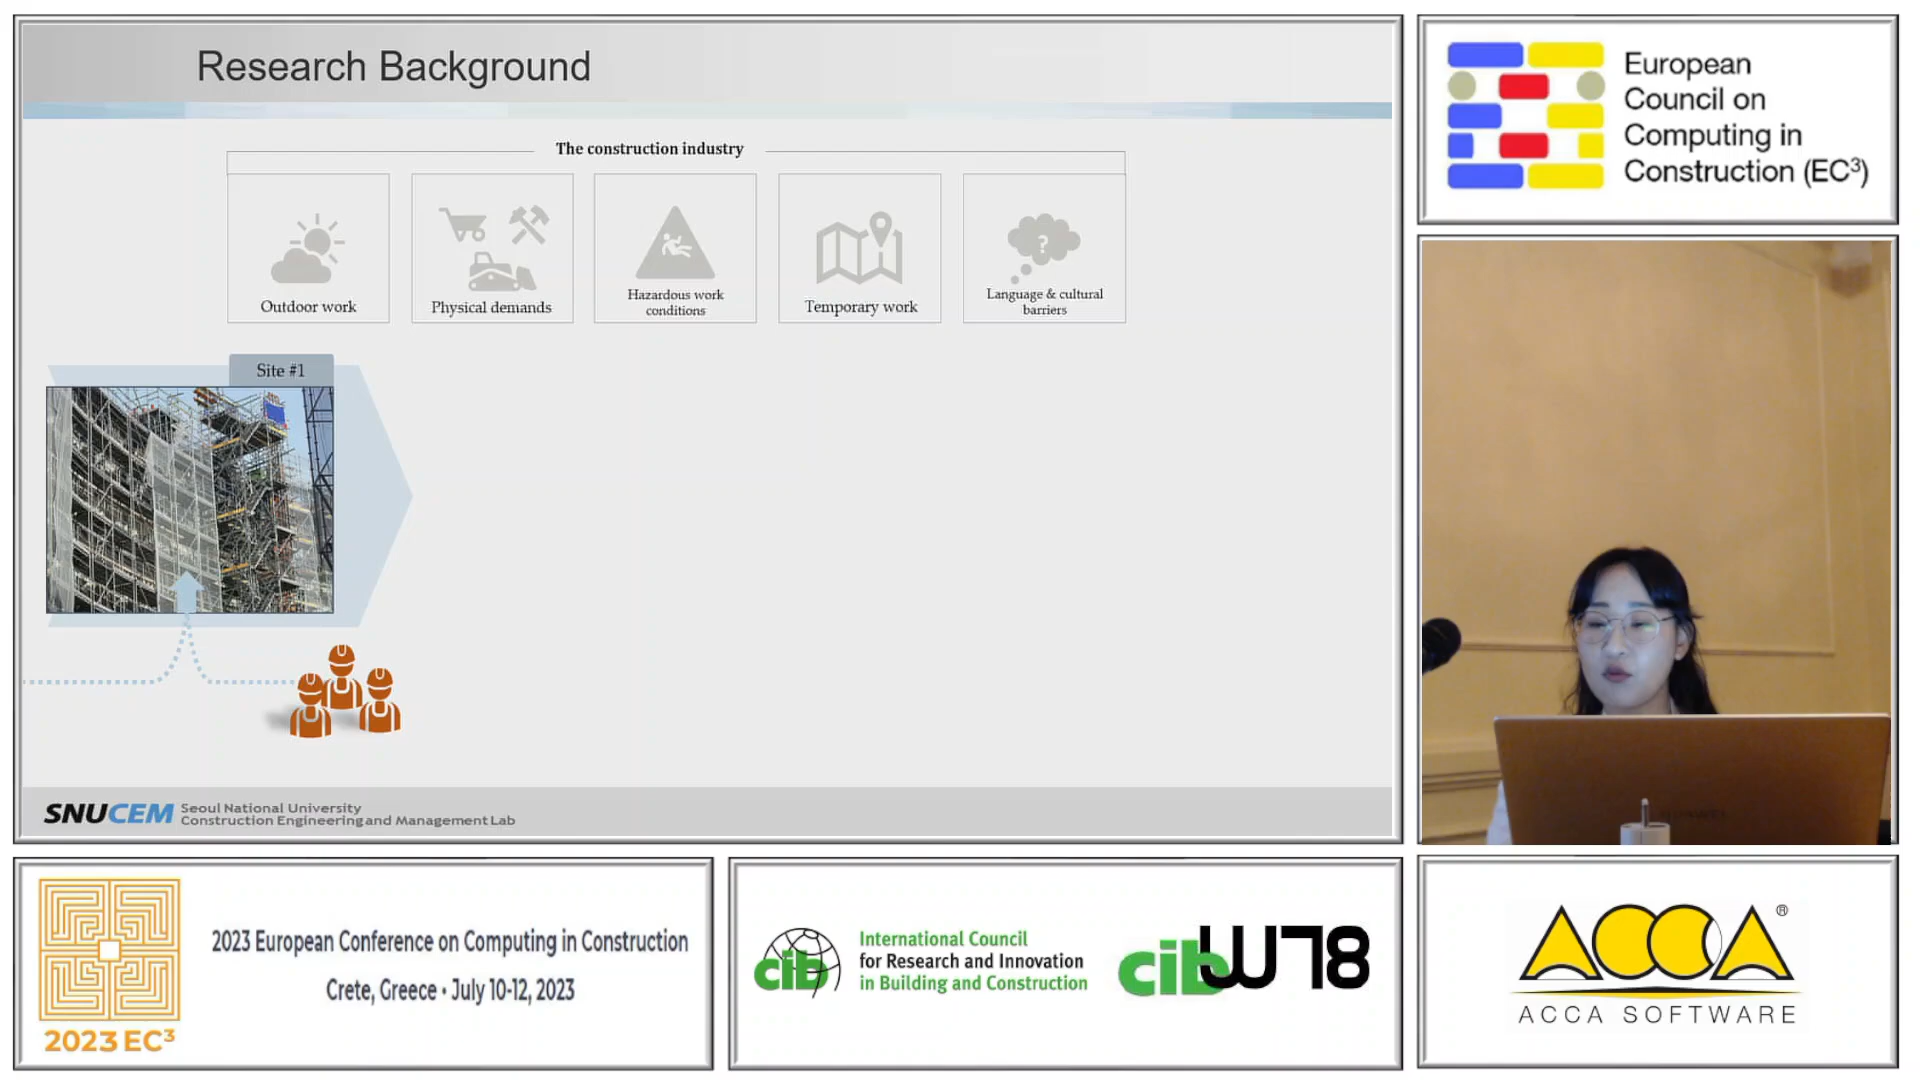 Research Background
The construction industry
Outdoor work
Physical demands
Hazardous work
conditions
Temporary work
?
Language & cultural
barriers
Site #1
SNUCEM
Seoul National University
Construction Engineering and Management Lab
European
Council on
Computing in
Construction (EC³)
2023 EC³
2023 European Conference on Computing in Construction
Crete, Greece • July 10-12, 2023
cib
International Council
for Research and Innovation
in Building and Construction
cib W78
ACCA ®
ACCA SOFTWARE